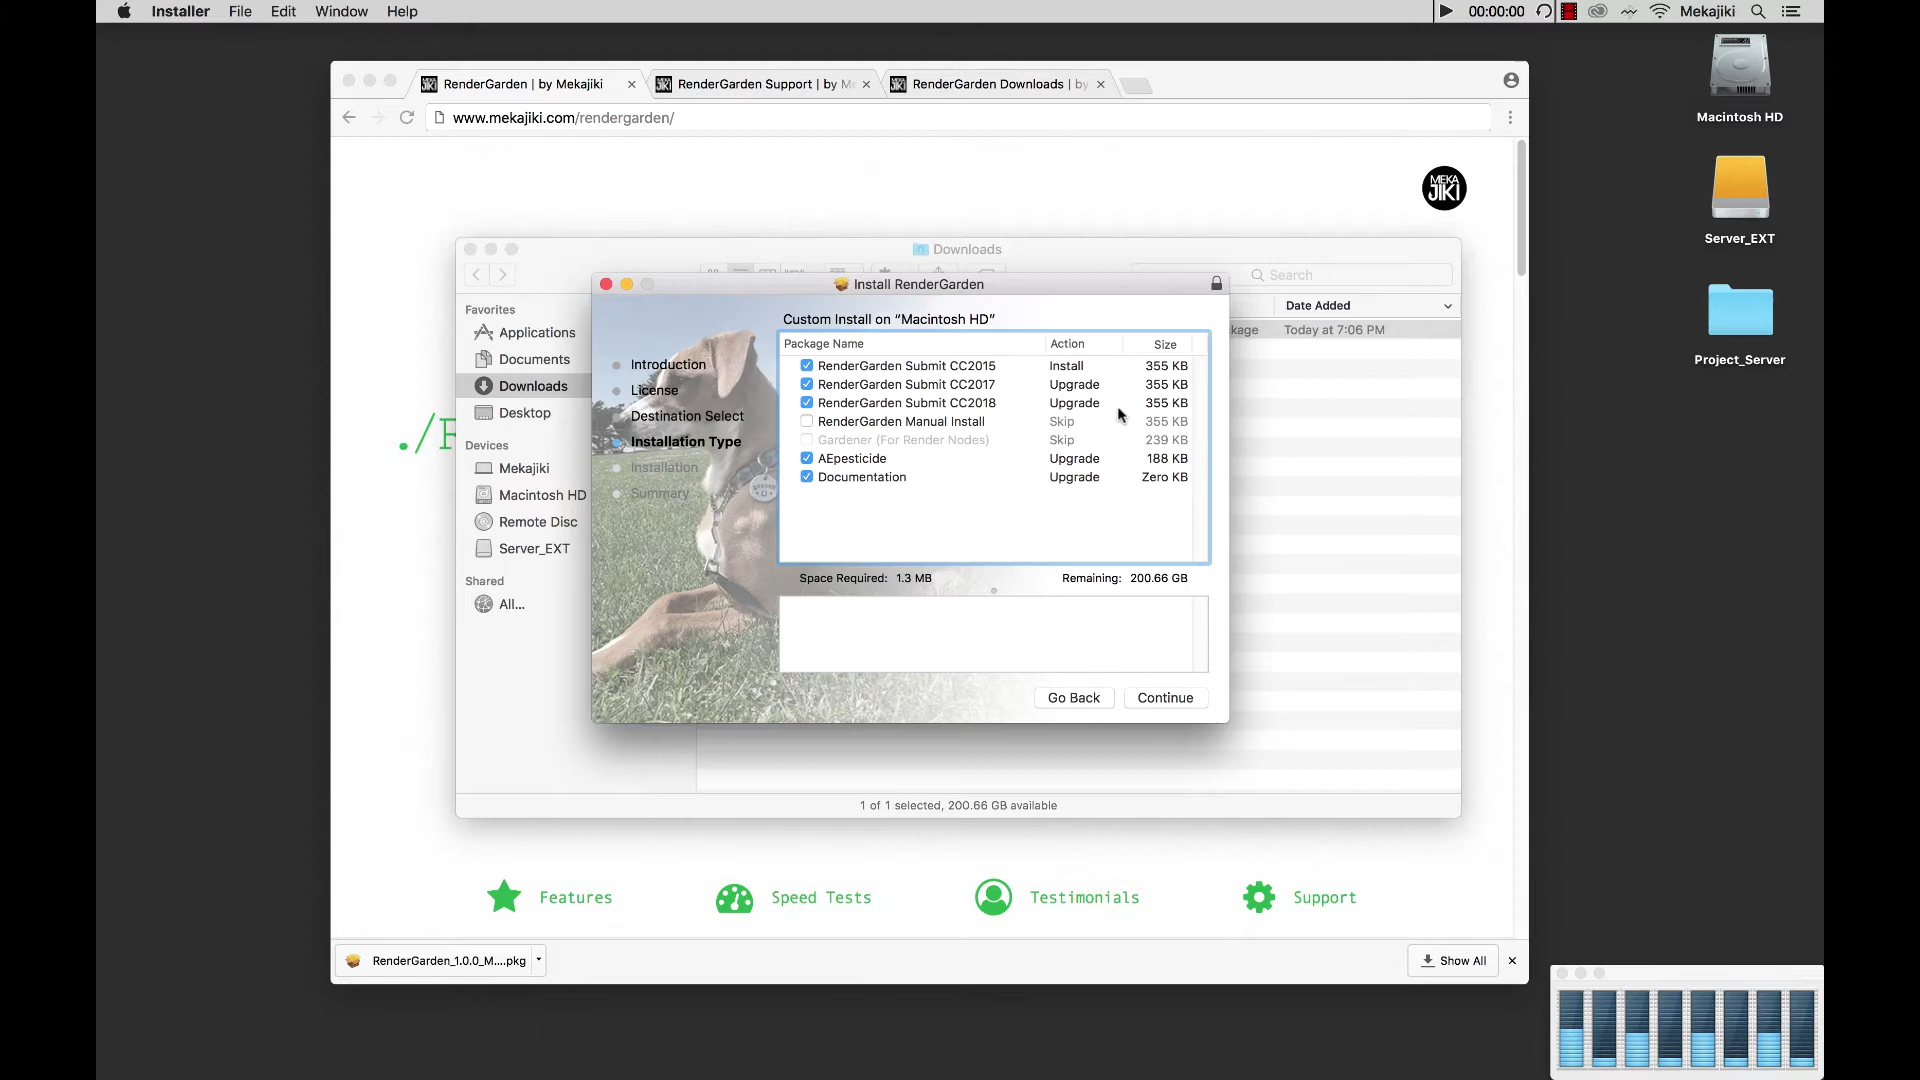 Installer File Edit Window Help 00:00:00 Mekajiki
RenderGarden | by Mekajiki RenderGarden Support | by Me RenderGarden Downloads | by
www.mekajiki.com/rendergarden/
MEKA
JIKI
Macintosh HD
Server_EXT
Project_Server
Downloads
Search
Favorites
Applications
Documents
Downloads
Desktop
Devices
Mekajiki
Macintosh HD
Remote Disc
Server_EXT
Shared
All...
Date Added
kage Today at 7:06 PM
Install RenderGarden
Introduction
License
Destination Select
Installation Type
Installation
Summary
Custom Install on “Macintosh HD”
Package Name Action Size
RenderGarden Submit CC2015 Install 355 KB
RenderGarden Submit CC2017 Upgrade 355 KB
RenderGarden Submit CC2018 Upgrade 355 KB
RenderGarden Manual Install Skip 355 KB
Gardener (For Render Nodes) Skip 239 KB
AEpesticide Upgrade 188 KB
Documentation Upgrade Zero KB
Space Required: 1.3 MB Remaining: 200.66 GB
Go Back Continue
1 of 1 selected, 200.66 GB available
Features Speed Tests Testimonials Support
RenderGarden_1.0.0_M....pkg Show All